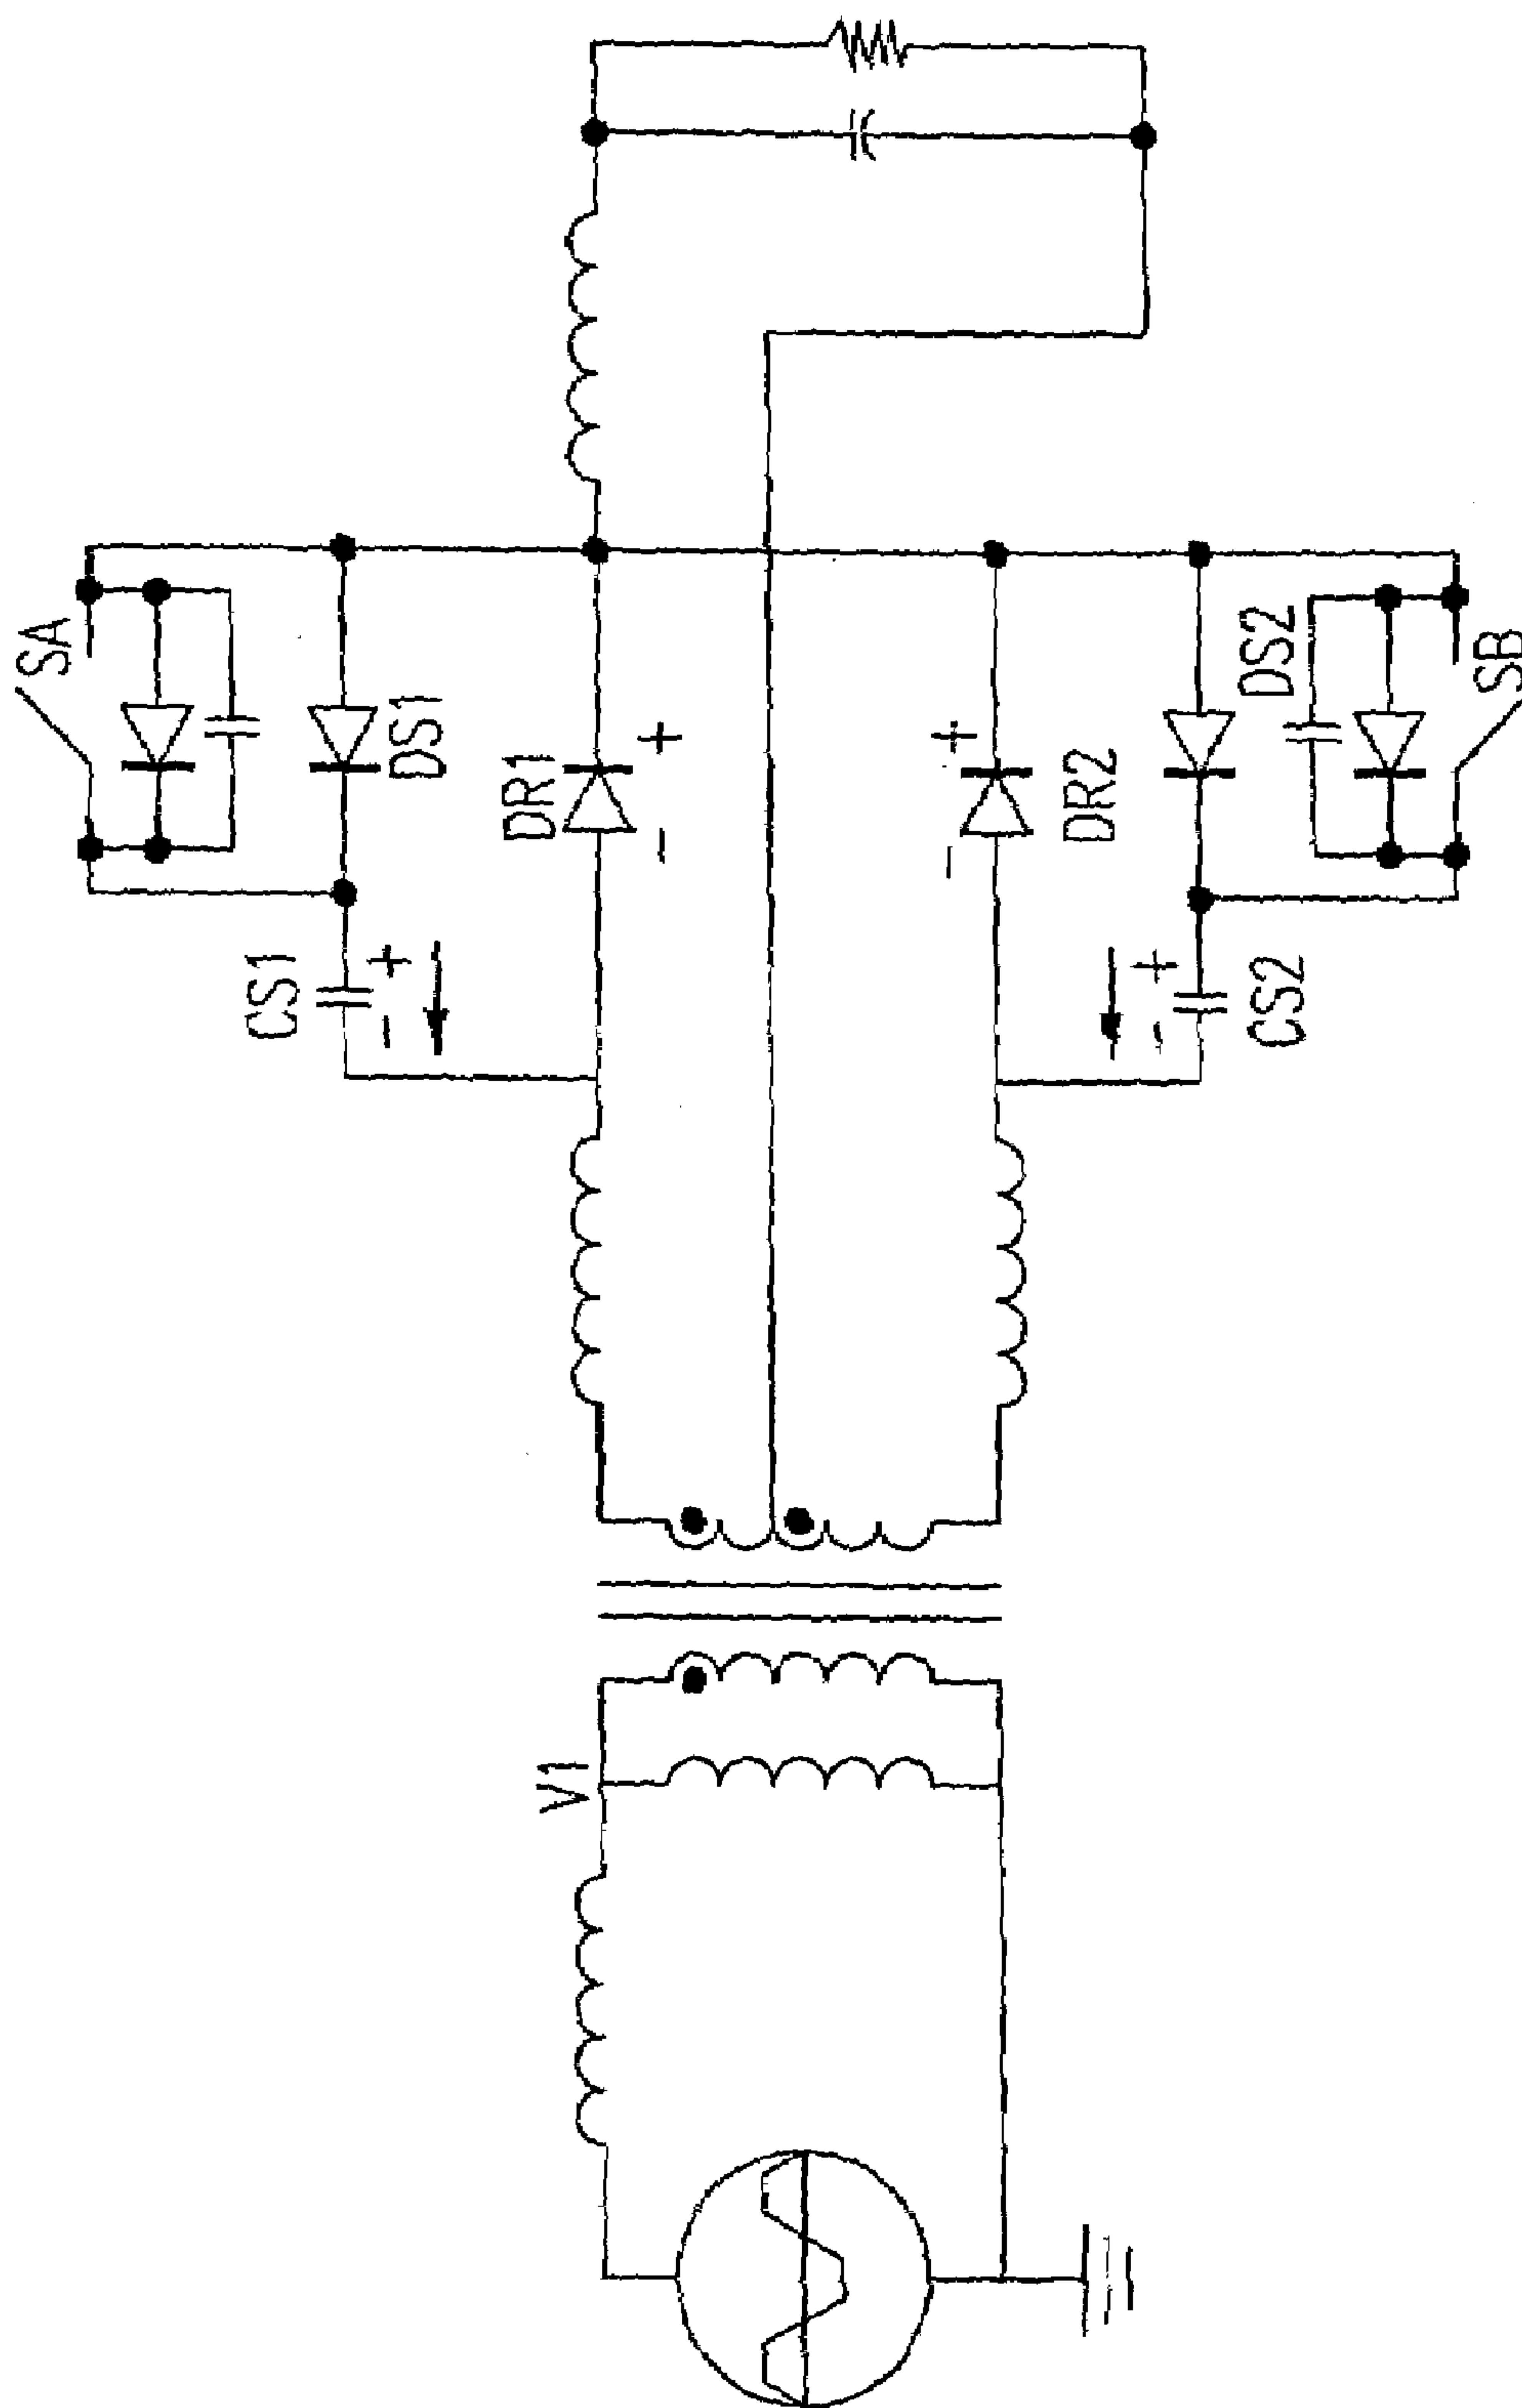 SA
DS1
DR1
+
-
CS1
+
-
+
-
DR2
DS2
SB
+
-
CS2
V1